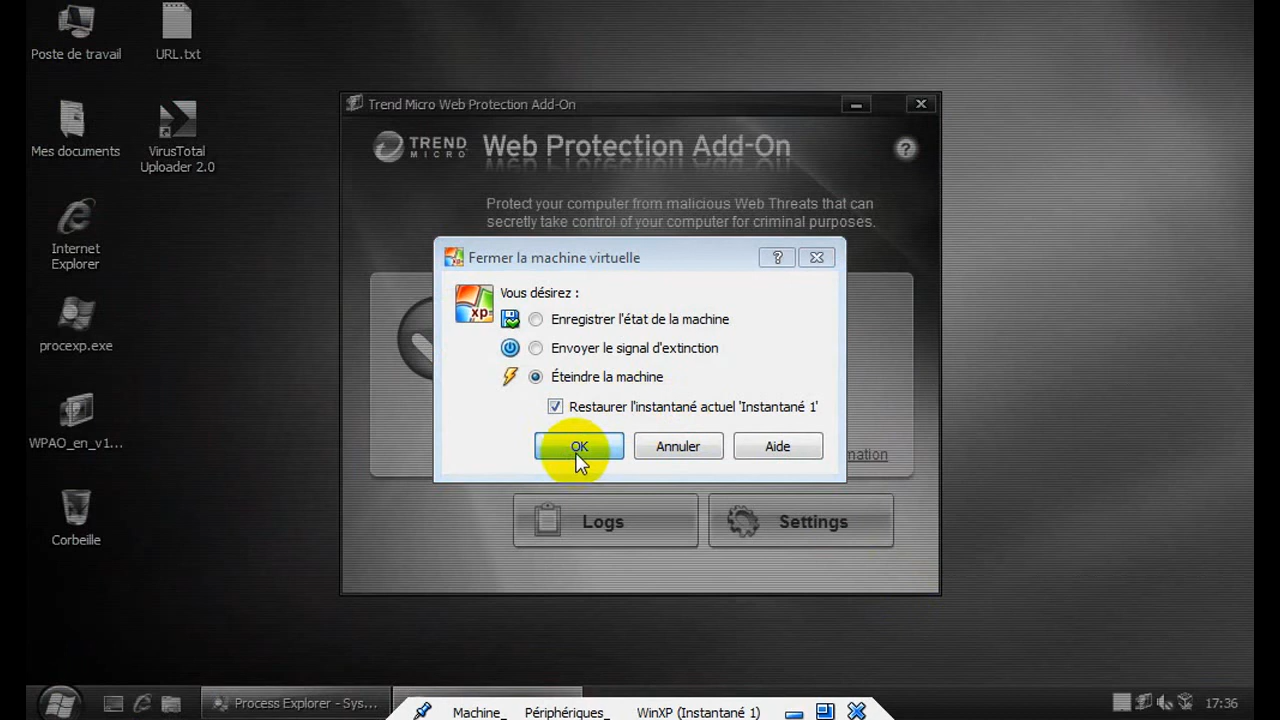 Poste de travail
URL.txt
Mes documents
VirusTotal
Uploader 2.0
Internet
Explorer
procexp.exe
WPAO_en_v1...
Corbeille
Trend Micro Web Protection Add-On
TREND
MICRO
Web Protection Add-On
Protect your computer from malicious Web Threats that can
secretly take control of your computer for criminal purposes.
Fermer la machine virtuelle
xp
Vous désirez :
Enregistrer l'état de la machine
Envoyer le signal d'extinction
Éteindre la machine
Restaurer l'instantané actuel 'Instantané 1'
OK
Annuler
Aide
Logs
Settings
Process Explorer - Sys...
Machine_
Périphériques_
WinXP (Instantané 1)
17:36